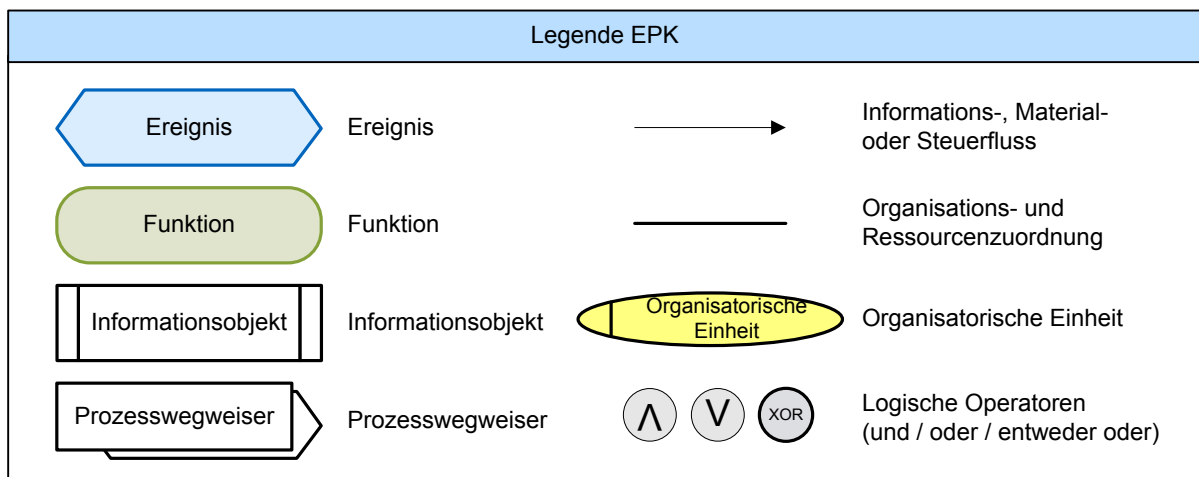 Legende EPK
Ereignis
Ereignis
Informations-, Material-
oder Steuerfluss
Funktion
Funktion
Organisations- und
Ressourcenzuordnung
Informationsobjekt
Informationsobjekt
Organisatorische
Einheit
Organisatorische Einheit
Prozesswegweiser
Prozesswegweiser
Λ V XOR
Logische Operatoren
(und / oder / entweder oder)